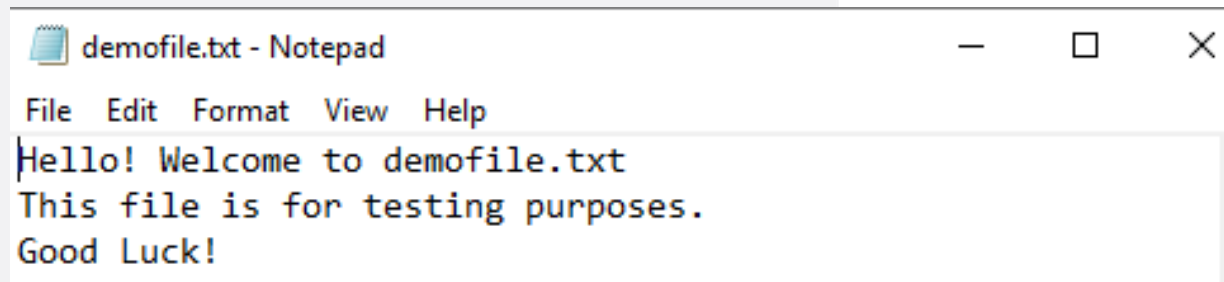 demofile.txt - Notepad
File Edit Format View Help
Hello! Welcome to demofile.txt
This file is for testing purposes.
Good Luck!